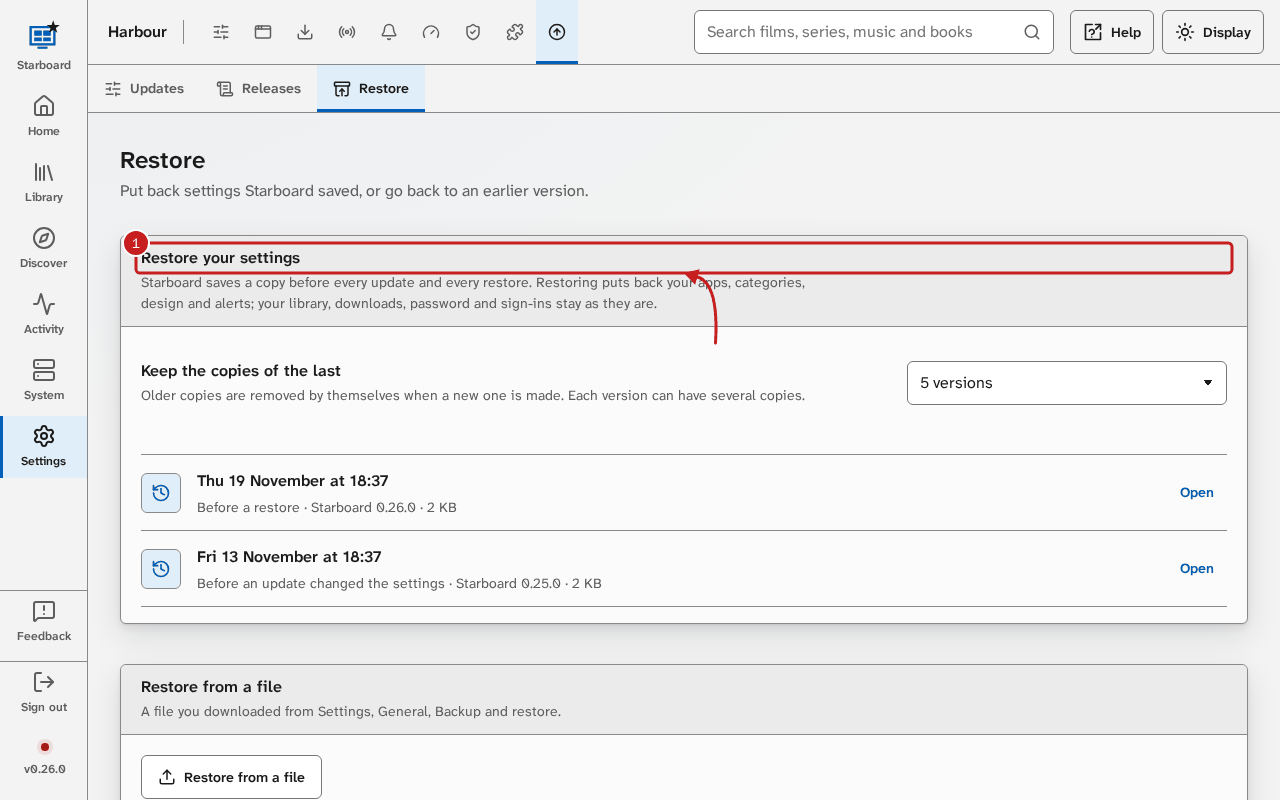 Starboard
Home
Library
Discover
Activity
System
Settings
Feedback
Sign out
v0.26.0
Harbour
Search films, series, music and books
Help
Display
Updates
Releases
Restore
Restore
Put back settings Starboard saved, or go back to an earlier version.
1
Restore your settings
Starboard saves a copy before every update and every restore. Restoring puts back your apps, categories,
design and alerts; your library, downloads, password and sign-ins stay as they are.
Keep the copies of the last
Older copies are removed by themselves when a new one is made. Each version can have several copies.
5 versions
Thu 19 November at 18:37
Before a restore · Starboard 0.26.0 · 2 KB
Open
Fri 13 November at 18:37
Before an update changed the settings · Starboard 0.25.0 · 2 KB
Open
Restore from a file
A file you downloaded from Settings, General, Backup and restore.
Restore from a file